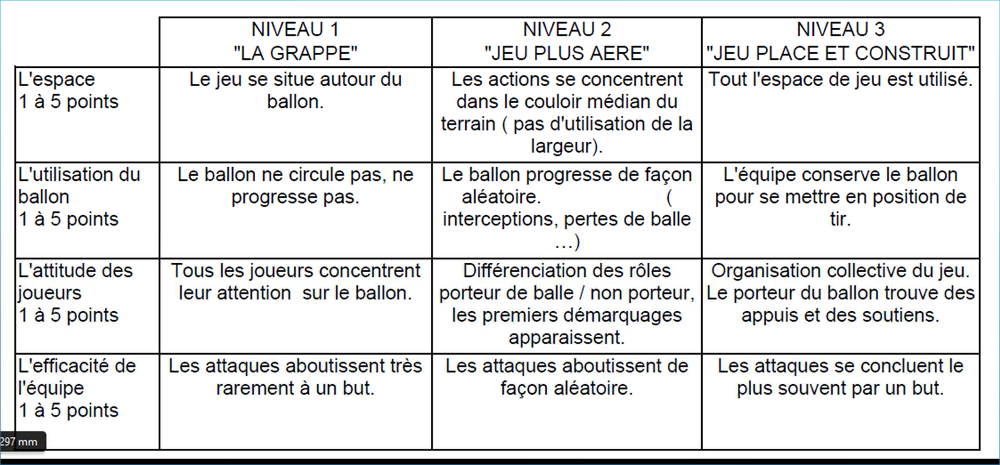 NIVEAU 1
"LA GRAPPE"
NIVEAU 2
"JEU PLUS AERE"
NIVEAU 3
"JEU PLACE ET CONSTRUIT"
L'espace
1 à 5 points
Le jeu se situe autour du
ballon.
Les actions se concentrent
dans le couloir médian du
terrain ( pas d'utilisation de la
largeur).
Tout l'espace de jeu est utilisé.
L'utilisation du
ballon
1 à 5 points
Le ballon ne circule pas, ne
progresse pas.
Le ballon progresse de façon
aléatoire. (
interceptions, pertes de balle
…)
L'équipe conserve le ballon
pour se mettre en position de
tir.
L'attitude des
joueurs
1 à 5 points
Tous les joueurs concentrent
leur attention  sur le ballon.
Différenciation des rôles
porteur de balle / non porteur,
les premiers démarquages
apparaissent.
Organisation collective du jeu.
Le porteur du ballon trouve des
appuis et des soutiens.
L'efficacité de
l'équipe
1 à 5 points
Les attaques aboutissent très
rarement à un but.
Les attaques aboutissent de
façon aléatoire.
Les attaques se concluent le
plus souvent par un but.
297 mm